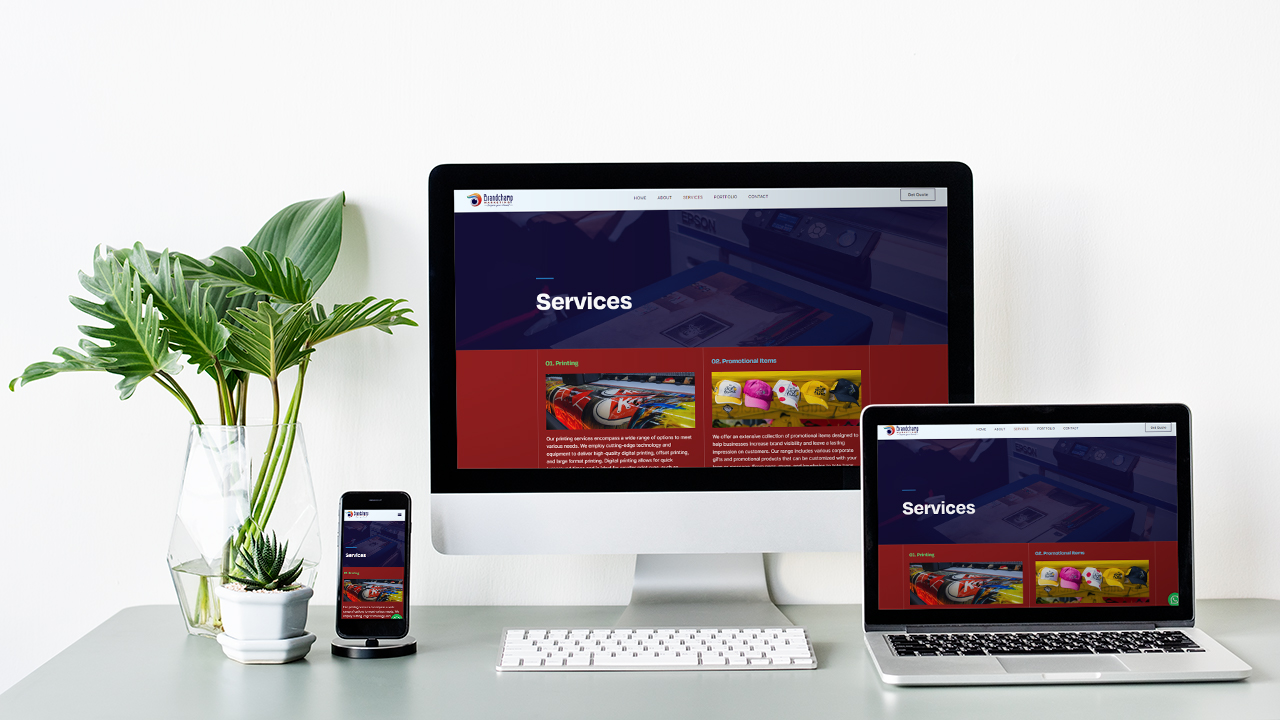 Brandchamp
MARKETING
HOME ABOUT SERVICES PORTFOLIO CONTACT
Get Quote
EPSON
Services
01. Printing
Our printing services encompass a wide range of options to meet
various needs. We employ cutting-edge technology and
equipment to deliver high-quality digital printing, offset printing,
and large format printing. Digital printing allows for quick
02. Promotional Items
We offer an extensive collection of promotional items designed to
help businesses increase brand visibility and leave a lasting
impression on customers. Our range includes various corporate
gifts and promotional products that can be customized with your
Brandchamp
Services
01. Printing
Brandchamp
MARKETING
HOME ABOUT SERVICES PORTFOLIO CONTACT
Get Quote
Services
01. Printing
02. Promotional Items